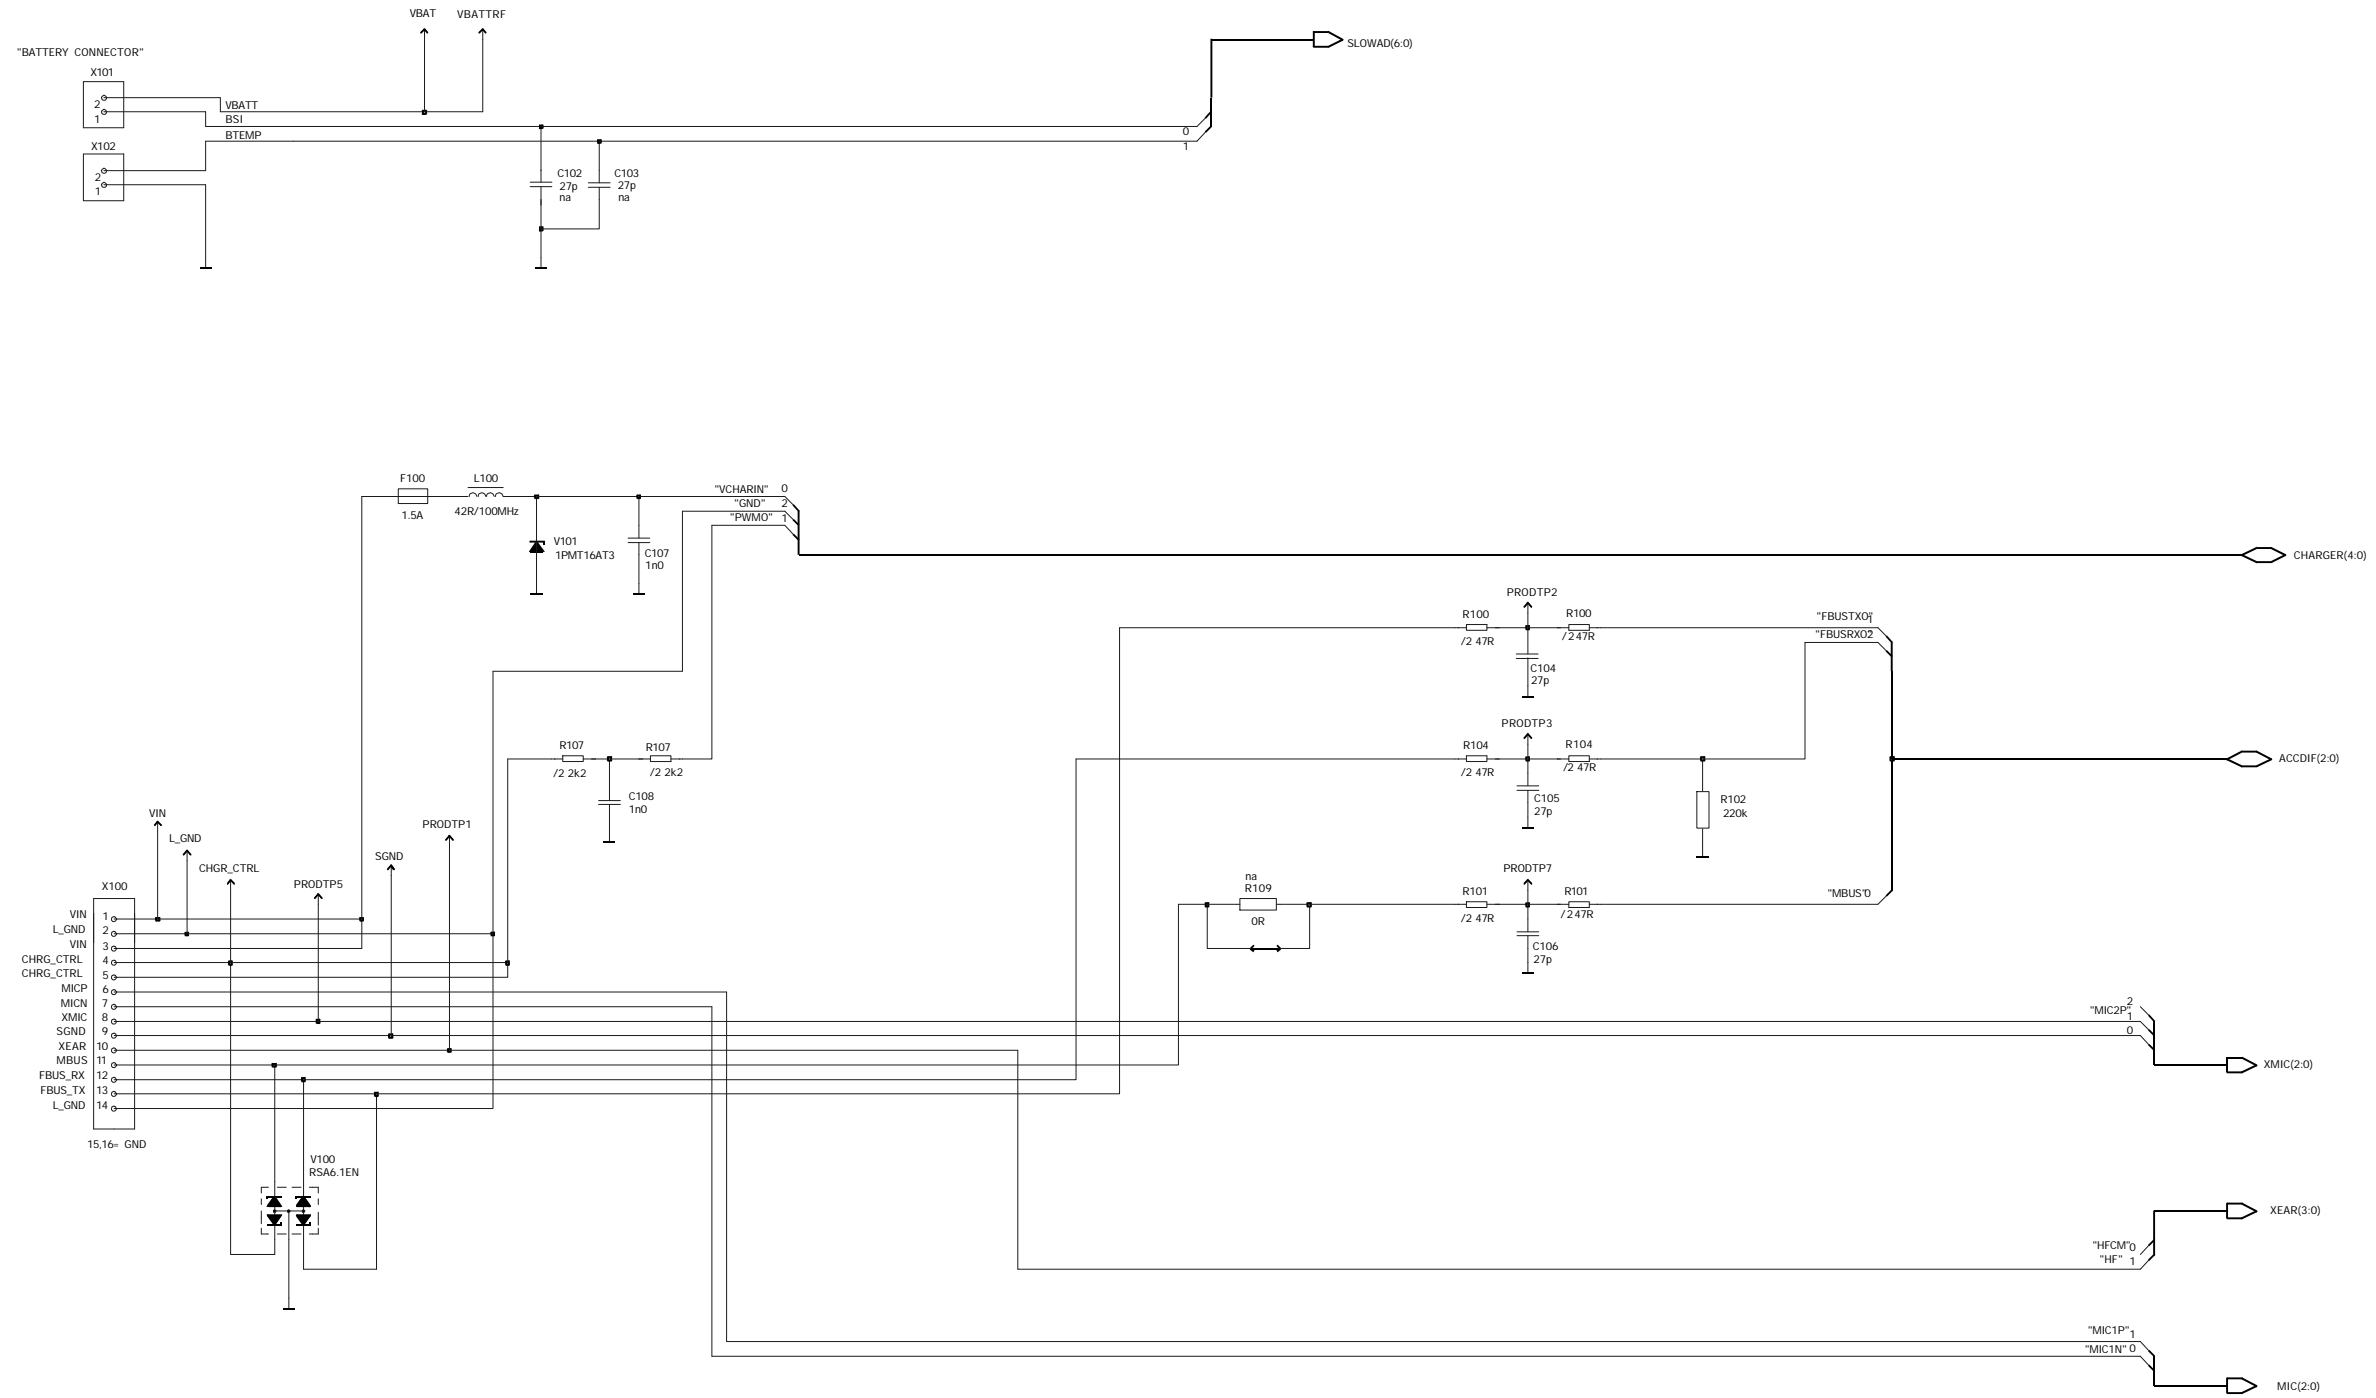 VBAT VBATTRF
SLOWAD(6:0)
"BATTERY CONNECTOR"
X101
2
1
VBATT
BSI
BTEMP
0
1
X102
2
1
C102
27p
na
C103
27p
na
F100
1.5A
L100
42R/100MHz
"VCHARIN" 0
"GND" 2
"PWMO" 1
V101
1PMT16AT3
C107
1n0
CHARGER(4:0)
PRODTP2
R100
/2 47R
R100
/2 47R
"FBUSTXO" 1
"FBUSRXO" 2
C104
27p
PRODTP3
R104
/2 47R
R104
/2 47R
ACCDIF(2:0)
C105
27p
R102
220k
R107
/2 2k2
R107
/2 2k2
C108
1n0
VIN
L_GND
CHGR_CTRL
PRODTP5
SGND
PRODTP1
na
R109
0R
PRODTP7
R101
/2 47R
R101
/2 47R
"MBUS" 0
C106
27p
X100
VIN 1
L_GND 2
VIN 3
CHRG_CTRL 4
CHRG_CTRL 5
MICP 6
MICN 7
XMIC 8
SGND 9
XEAR 10
MBUS 11
FBUS_RX 12
FBUS_TX 13
L_GND 14
15,16= GND
2
"MIC2P" 1
0
XMIC(2:0)
V100
RSA6.1EN
XEAR(3:0)
"HFCM" 0
"HF" 1
"MIC1P" 1
"MIC1N" 0
MIC(2:0)